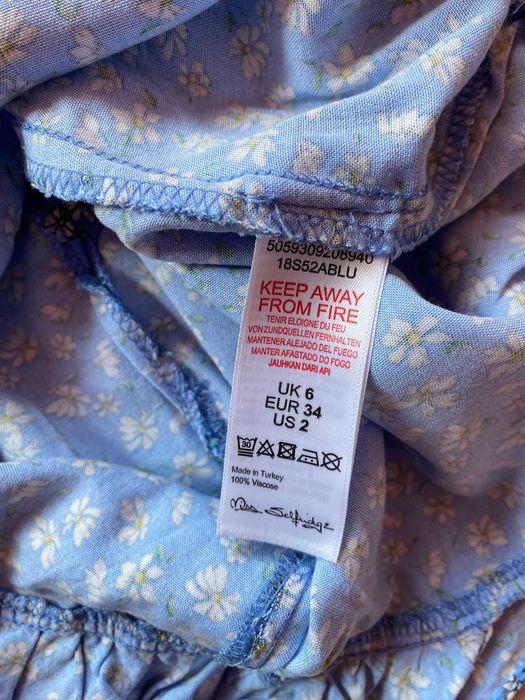 5059309208940
18S52ABLU
KEEP AWAY
FROM FIRE
TENIR ELOIGNE DU FEU
VON ZUNDQUELLEN FERNHALTEN
MANTENER ALEJADO DEL FUEGO
MANTER AFASTADO DO FOGO
JAUHKAN DARI API
UK 6
EUR 34
US 2
30
Made in Turkey
100% Viscose
Miss Selfridge